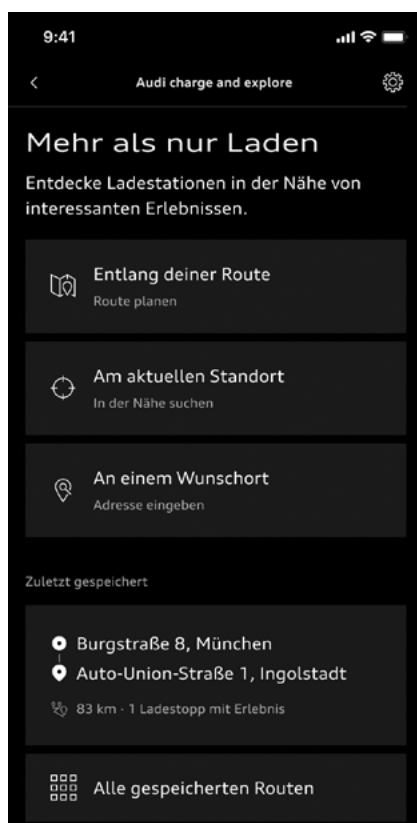 9:41
Audi charge and explore
Mehr als nur Laden
Entdecke Ladestationen in der Nähe von
interessanten Erlebnissen.
Entlang deiner Route
Route planen
Am aktuellen Standort
In der Nähe suchen
An einem Wunschort
Adresse eingeben
Zuletzt gespeichert
Burgstraße 8, München
Auto-Union-Straße 1, Ingolstadt
83 km · 1 Ladestopp mit Erlebnis
Alle gespeicherten Routen